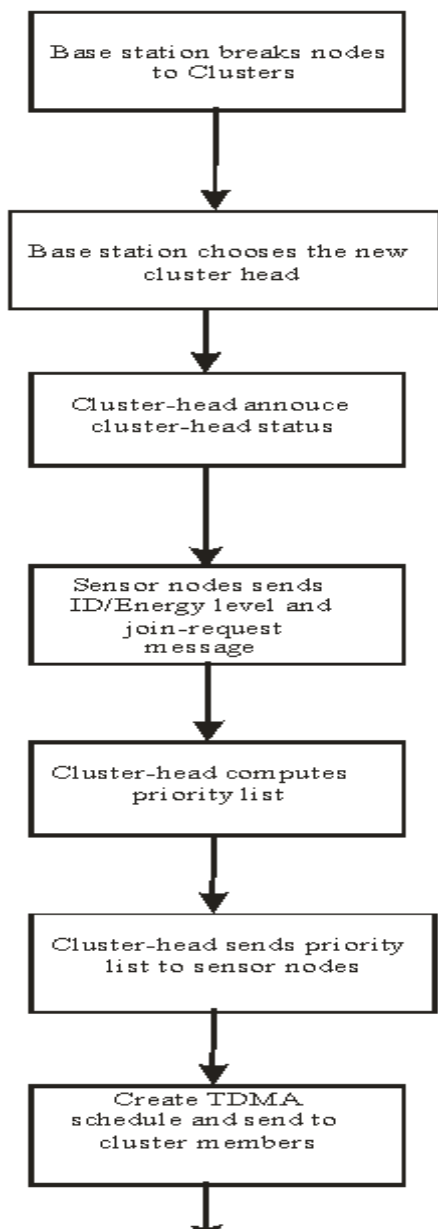 Base station breaks nodes
to Clusters
Base station chooses the new
cluster head
Cluster-head annouce
cluster-head status
Sensor nodes sends
ID/Energy level and
join-request
message
Cluster-head computes
priority list
Cluster-head sends priority
list to sensor nodes
Create TDMA
schedule and send to
cluster members